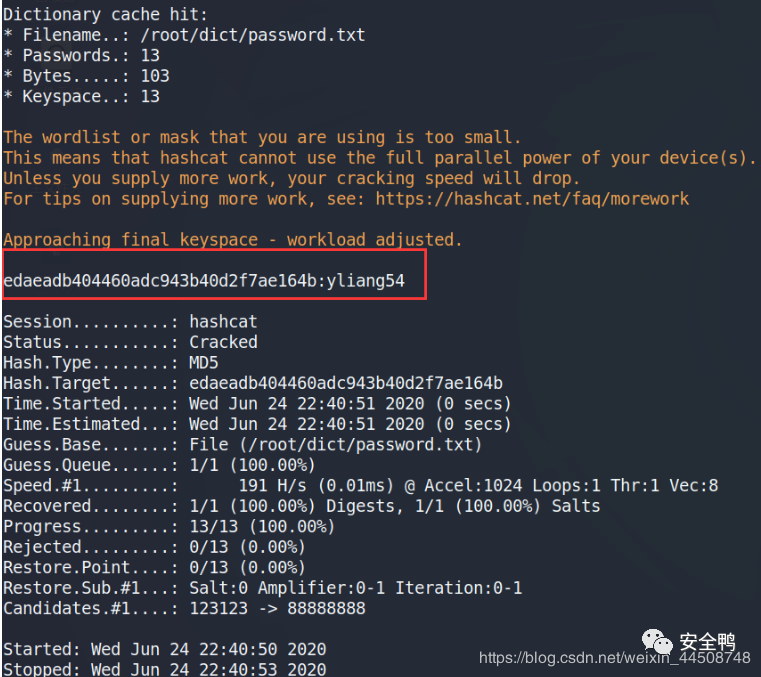 Dictionary cache hit:
* Filename..: /root/dict/password.txt
* Passwords.: 13
* Bytes.....: 103
* Keyspace..: 13
The wordlist or mask that you are using is too small.
This means that hashcat cannot use the full parallel power of your device(s).
Unless you supply more work, your cracking speed will drop.
For tips on supplying more work, see: https://hashcat.net/faq/morework
Approaching final keyspace - workload adjusted.
edaeadb404460adc943b40d2f7ae164b:yliang54
Session..........: hashcat
Status...........: Cracked
Hash.Type........: MD5
Hash.Target......: edaeadb404460adc943b40d2f7ae164b
Time.Started.....: Wed Jun 24 22:40:51 2020 (0 secs)
Time.Estimated...: Wed Jun 24 22:40:51 2020 (0 secs)
Guess.Base.......: File (/root/dict/password.txt)
Guess.Queue......: 1/1 (100.00%)
Speed.#1.........:      191 H/s (0.01ms) @ Accel:1024 Loops:1 Thr:1 Vec:8
Recovered........: 1/1 (100.00%) Digests, 1/1 (100.00%) Salts
Progress.........: 13/13 (100.00%)
Rejected.........: 0/13 (0.00%)
Restore.Point....: 0/13 (0.00%)
Restore.Sub.#1...: Salt:0 Amplifier:0-1 Iteration:0-1
Candidates.#1....: 123123 -> 88888888
Started: Wed Jun 24 22:40:50 2020
Stopped: Wed Jun 24 22:40:53 2020
安全鸭
https://blog.csdn.net/weixin_44508748